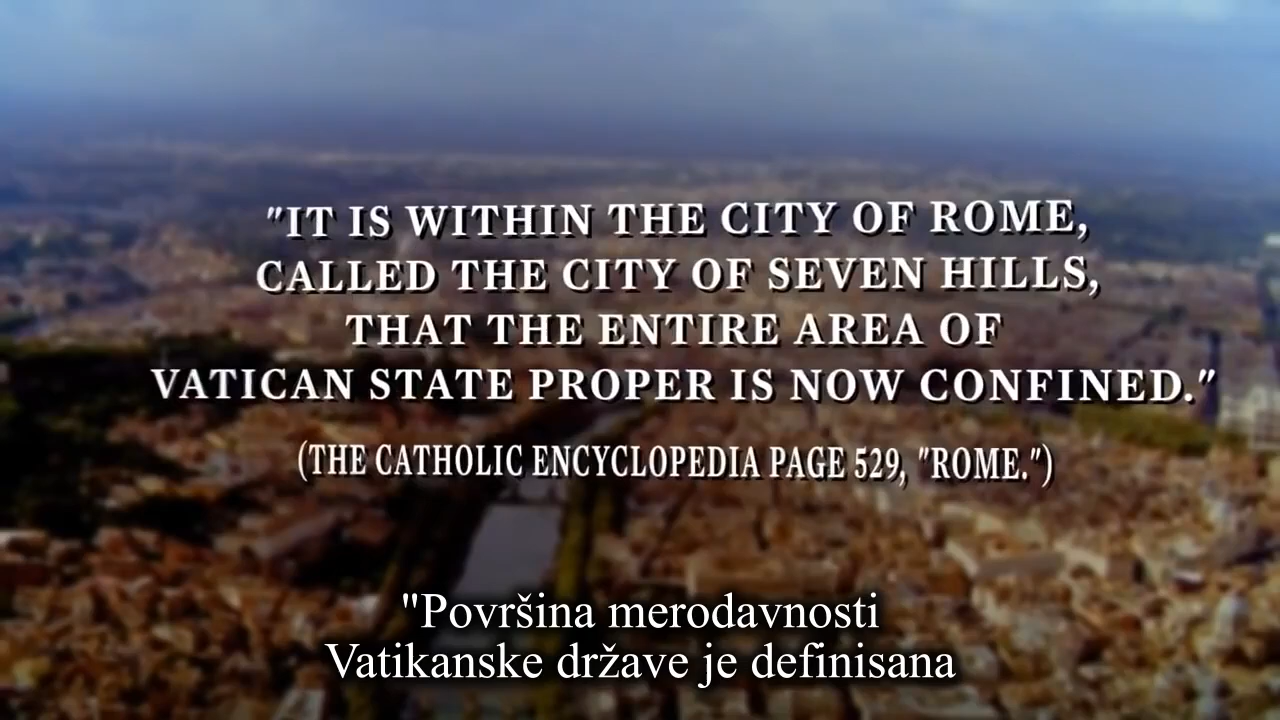 "IT IS WITHIN THE CITY OF ROME,
CALLED THE CITY OF SEVEN HILLS,
THAT THE ENTIRE AREA OF
VATICAN STATE PROPER IS NOW CONFINED."
(THE CATHOLIC ENCYCLOPEDIA PAGE 529, "ROME.")
"Površina merodavnosti
Vatikanske države je definisana